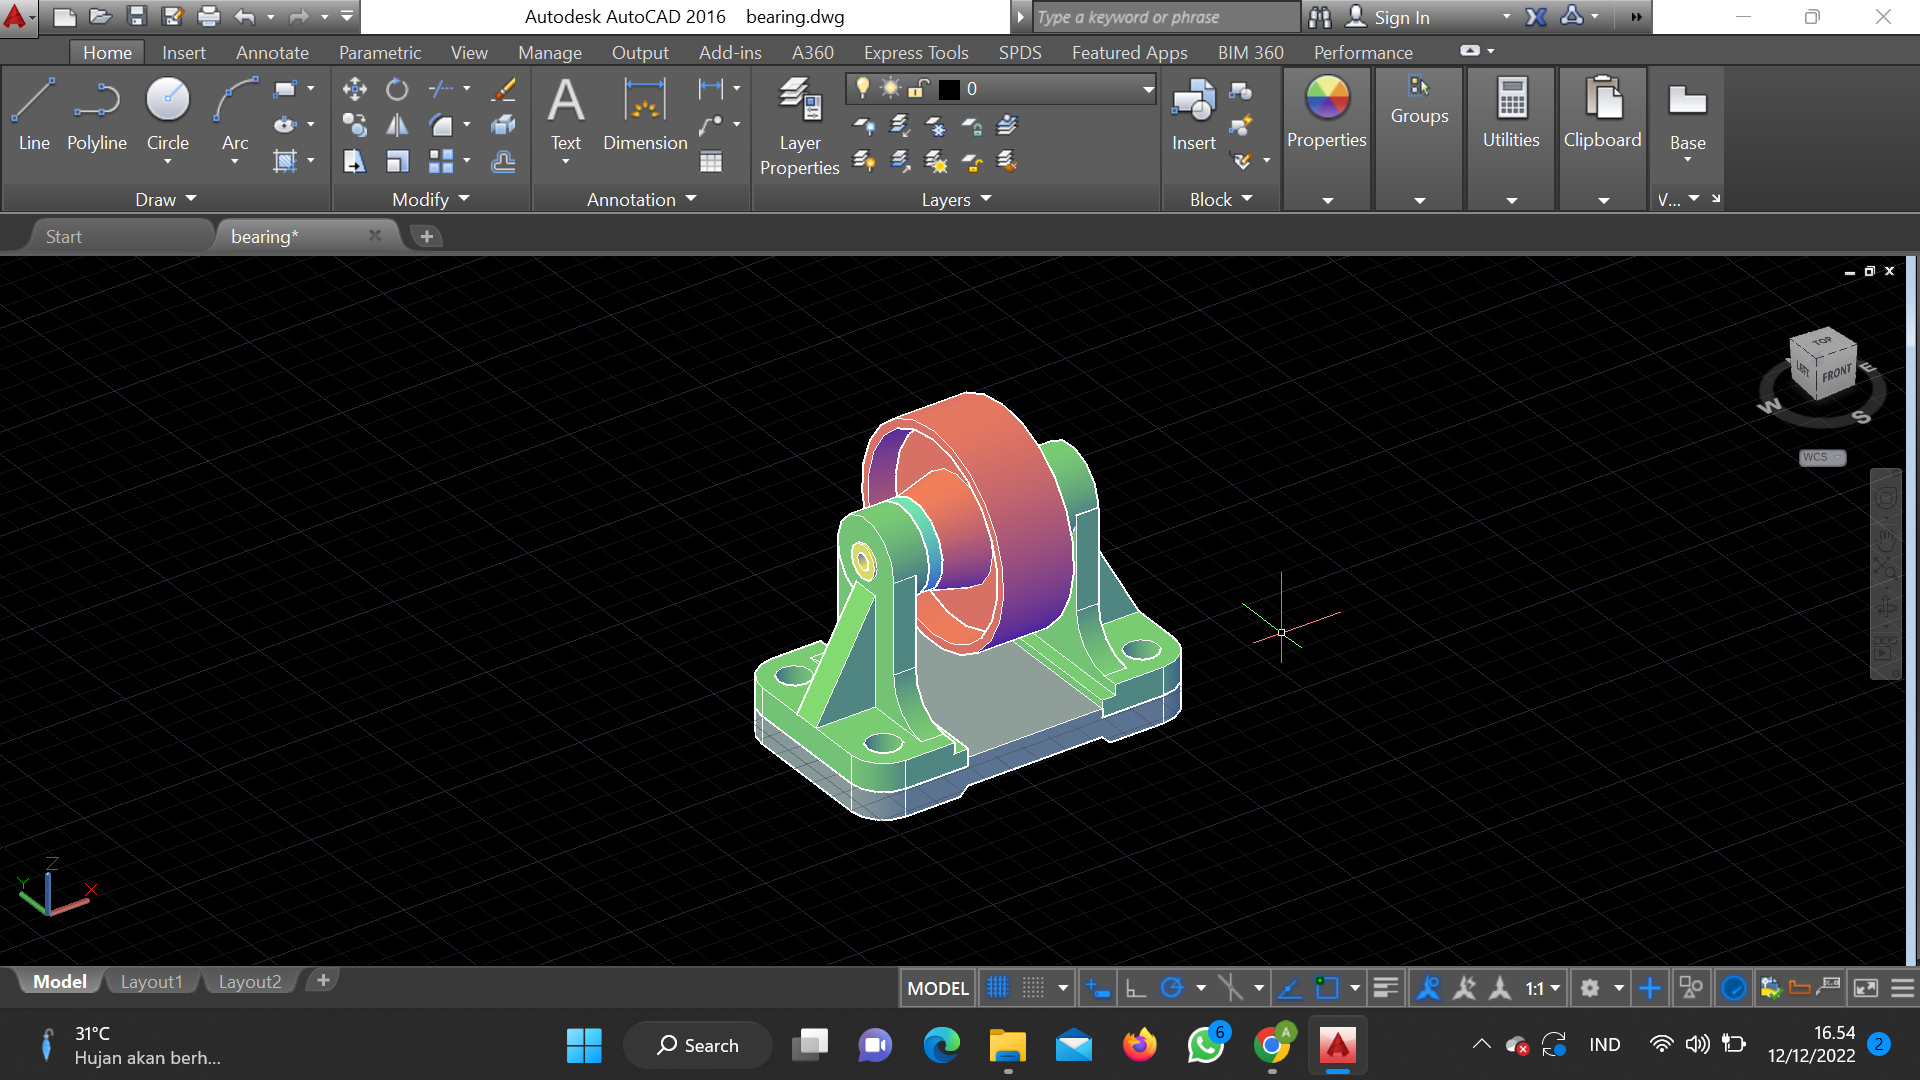 Autodesk AutoCAD 2016 bearing.dwg
Type a keyword or phrase
Sign In
Home Insert Annotate Parametric View Manage Output Add-ins A360 Express Tools SPDS Featured Apps BIM 360 Performance
Line Polyline Circle Arc
Text Dimension
Layer Properties
0
Insert
Properties
Groups
Utilities
Clipboard
Base
Draw Modify Annotation Layers Block V...
Start bearing*
TOP
LEFT FRONT
W S E
WCS
Z
Y X
Model Layout1 Layout2
MODEL 1:1
31°C
Hujan akan berh...
Search
6
A
IND
16.54
12/12/2022
2